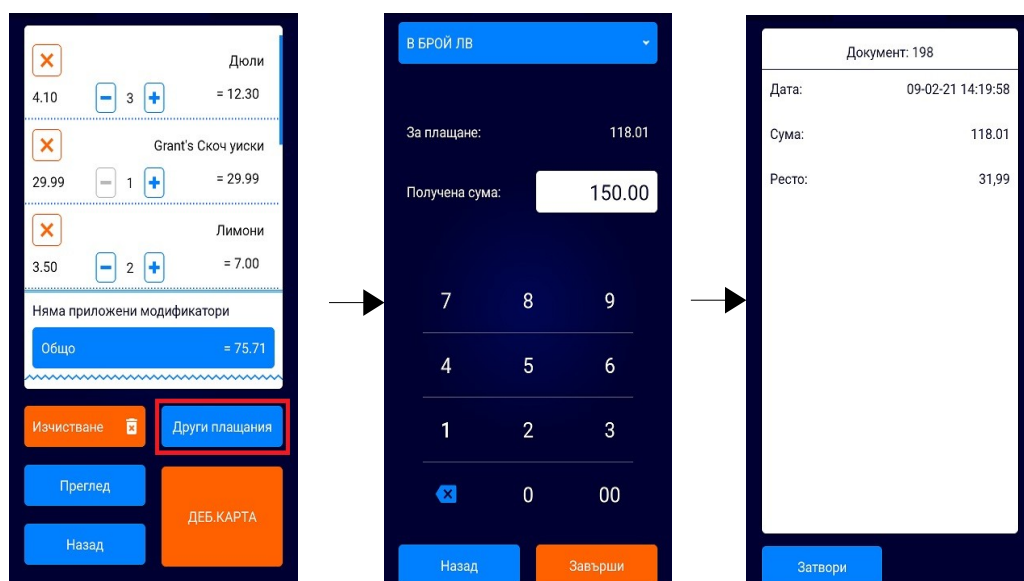 Дюли
4.10 3 = 12.30
Grant's Скоч уиски
29.99 1 = 29.99
Лимони
3.50 2 = 7.00
Няма приложени модификатори
Общо = 75.71
Изчистване Други плащания
Преглед
ДЕБ.КАРТА
Назад
В БРОЙ ЛВ
За плащане: 118.01
Получена сума: 150.00
7 8 9
4 5 6
1 2 3
0 00
Назад Завърши
Документ: 198
Дата: 09-02-21 14:19:58
Сума: 118.01
Ресто: 31,99
Затвори